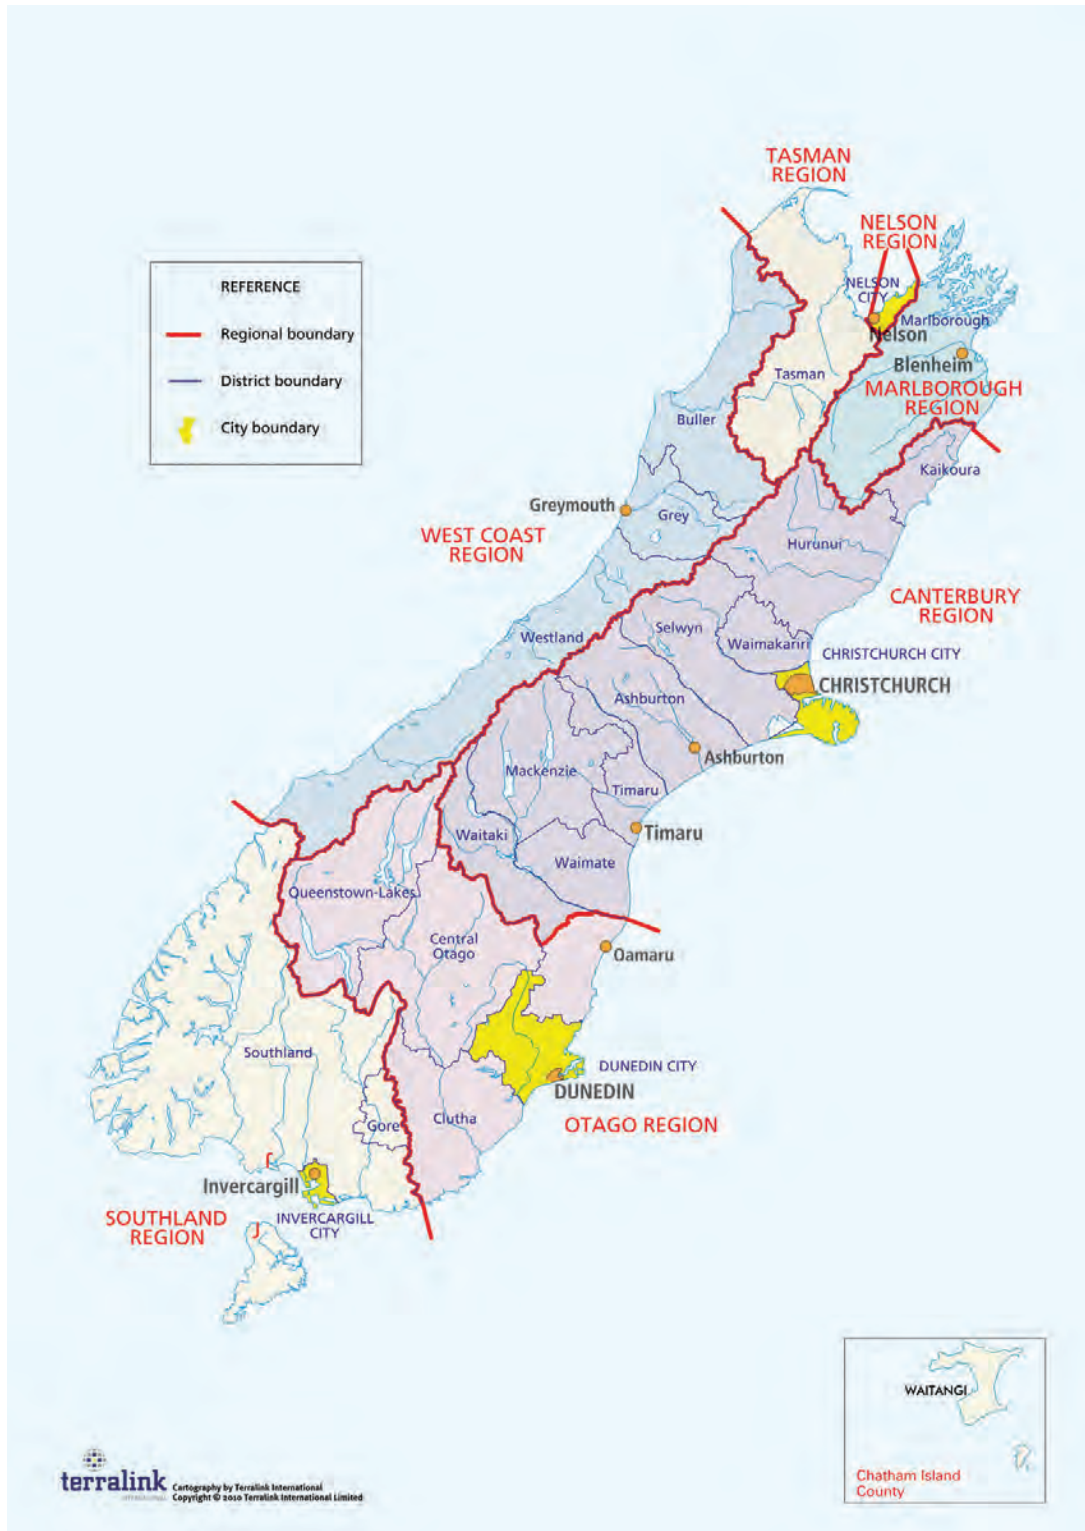 TASMAN
REGION
NELSON
REGION
REFERENCE
Regional boundary
District boundary
City boundary
NELSON
CITY
Marlborough
Nelson
Blenheim
Tasman
MARLBOROUGH
REGION
Buller
Kaikoura
Greymouth
Grey
WEST COAST
REGION
Hurunui
CANTERBURY
REGION
Westland
Selwyn
Waimakariri
CHRISTCHURCH CITY
CHRISTCHURCH
Ashburton
Ashburton
Mackenzie
Timaru
Waitaki
Timaru
Waimate
Queenstown-Lakes
Central
Otago
Oamaru
Southland
DUNEDIN CITY
DUNEDIN
Gore
Clutha
OTAGO REGION
Invercargill
SOUTHLAND
REGION
INVERCARGILL
CITY
WAITANGI
Chatham Island
County
terralink
INTERNATIONAL
Cartography by Terralink International
Copyright © 2010 Terralink International Limited